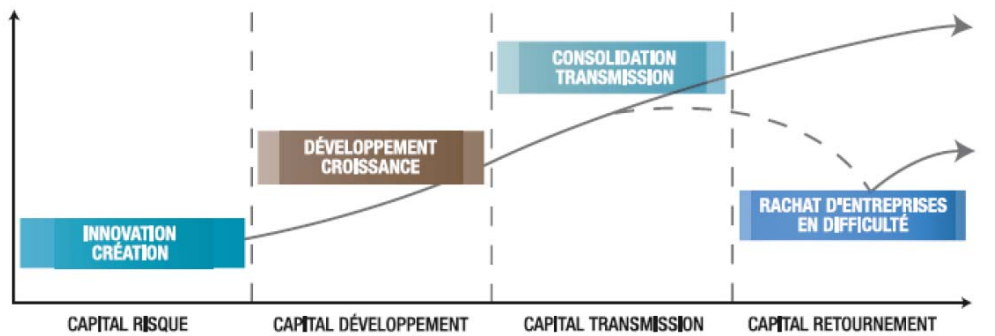 CONSOLIDATION
TRANSMISSION
DÉVELOPPEMENT
CROISSANCE
RACHAT D'ENTREPRISES
EN DIFFICULTÉ
INNOVATION
CRÉATION
CAPITAL RISQUE
CAPITAL DÉVELOPPEMENT
CAPITAL TRANSMISSION
CAPITAL RETOURNEMENT